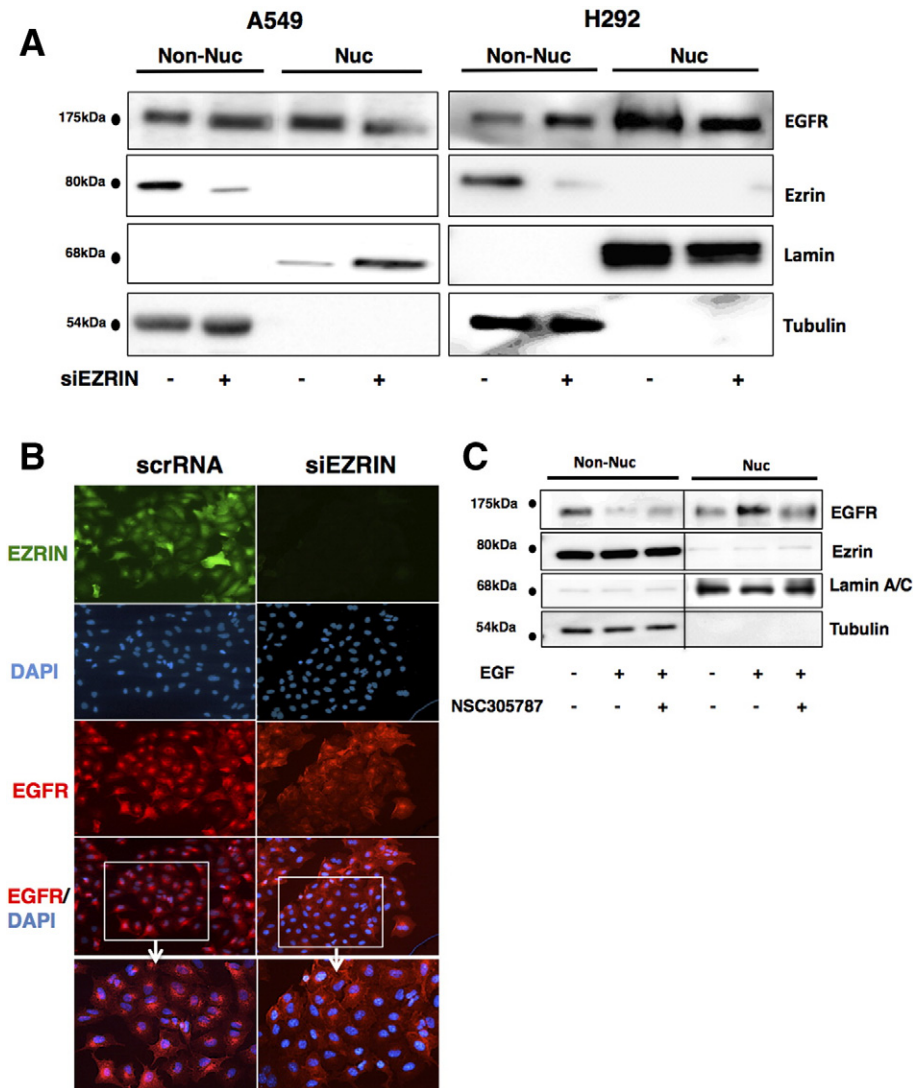 A
A549
H292
Non-Nuc Nuc Non-Nuc Nuc
175kDa EGFR
80kDa Ezrin
68kDa Lamin
54kDa Tubulin
siEZRIN - + - + - + - +
B
scrRNA siEZRIN
EZRIN
DAPI
EGFR
EGFR/
DAPI
C
Non-Nuc Nuc
175kDa EGFR
80kDa Ezrin
68kDa Lamin A/C
54kDa Tubulin
EGF - + + - + +
NSC305787 - - + - - +